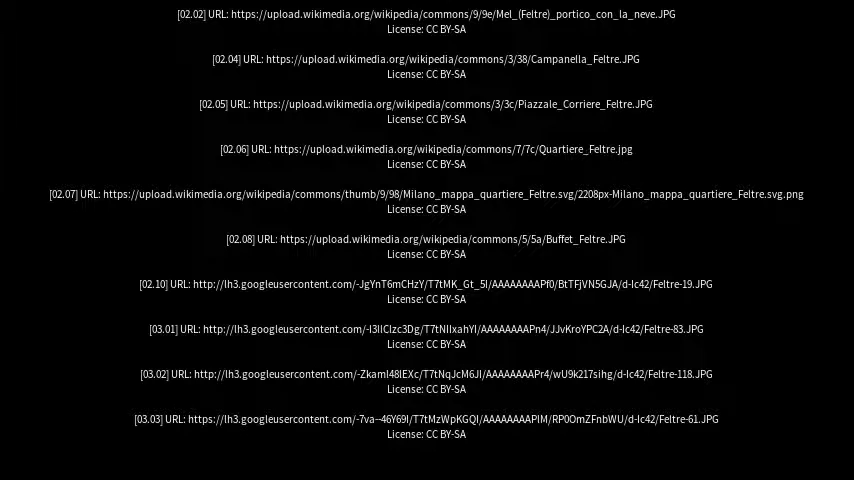 [02.02] URL: https://upload.wikimedia.org/wikipedia/commons/9/9e/Mel_(Feltre)_portico_con_la_neve.JPG
License: CC BY-SA
[02.04] URL: https://upload.wikimedia.org/wikipedia/commons/3/38/Campanella_Feltre.JPG
License: CC BY-SA
[02.05] URL: https://upload.wikimedia.org/wikipedia/commons/3/3c/Piazzale_Corriere_Feltre.JPG
License: CC BY-SA
[02.06] URL: https://upload.wikimedia.org/wikipedia/commons/7/7c/Quartiere_Feltre.jpg
License: CC BY-SA
[02.07] URL: https://upload.wikimedia.org/wikipedia/commons/thumb/9/98/Milano_mappa_quartiere_Feltre.svg/2208px-Milano_mappa_quartiere_Feltre.svg.png
License: CC BY-SA
[02.08] URL: https://upload.wikimedia.org/wikipedia/commons/5/5a/Buffet_Feltre.JPG
License: CC BY-SA
[02.10] URL: http://lh3.googleusercontent.com/-JgYnT6mCHzY/T7tMK_Gt_5I/AAAAAAAAPf0/BtTFjVN5GJA/d-Ic42/Feltre-19.JPG
License: CC BY-SA
[03.01] URL: http://lh3.googleusercontent.com/-I3IICIzc3Dg/T7tNIIxahYI/AAAAAAAAPn4/JJvKroYPC2A/d-Ic42/Feltre-83.JPG
License: CC BY-SA
[03.02] URL: http://lh3.googleusercontent.com/-Zkaml48IEXc/T7tNqJcM6JI/AAAAAAAAPr4/wU9k217sihg/d-Ic42/Feltre-118.JPG
License: CC BY-SA
[03.03] URL: https://lh3.googleusercontent.com/-7va--46Y69I/T7tMzWpKGQI/AAAAAAAAPlM/RP0OmZFnbWU/d-Ic42/Feltre-61.JPG
License: CC BY-SA